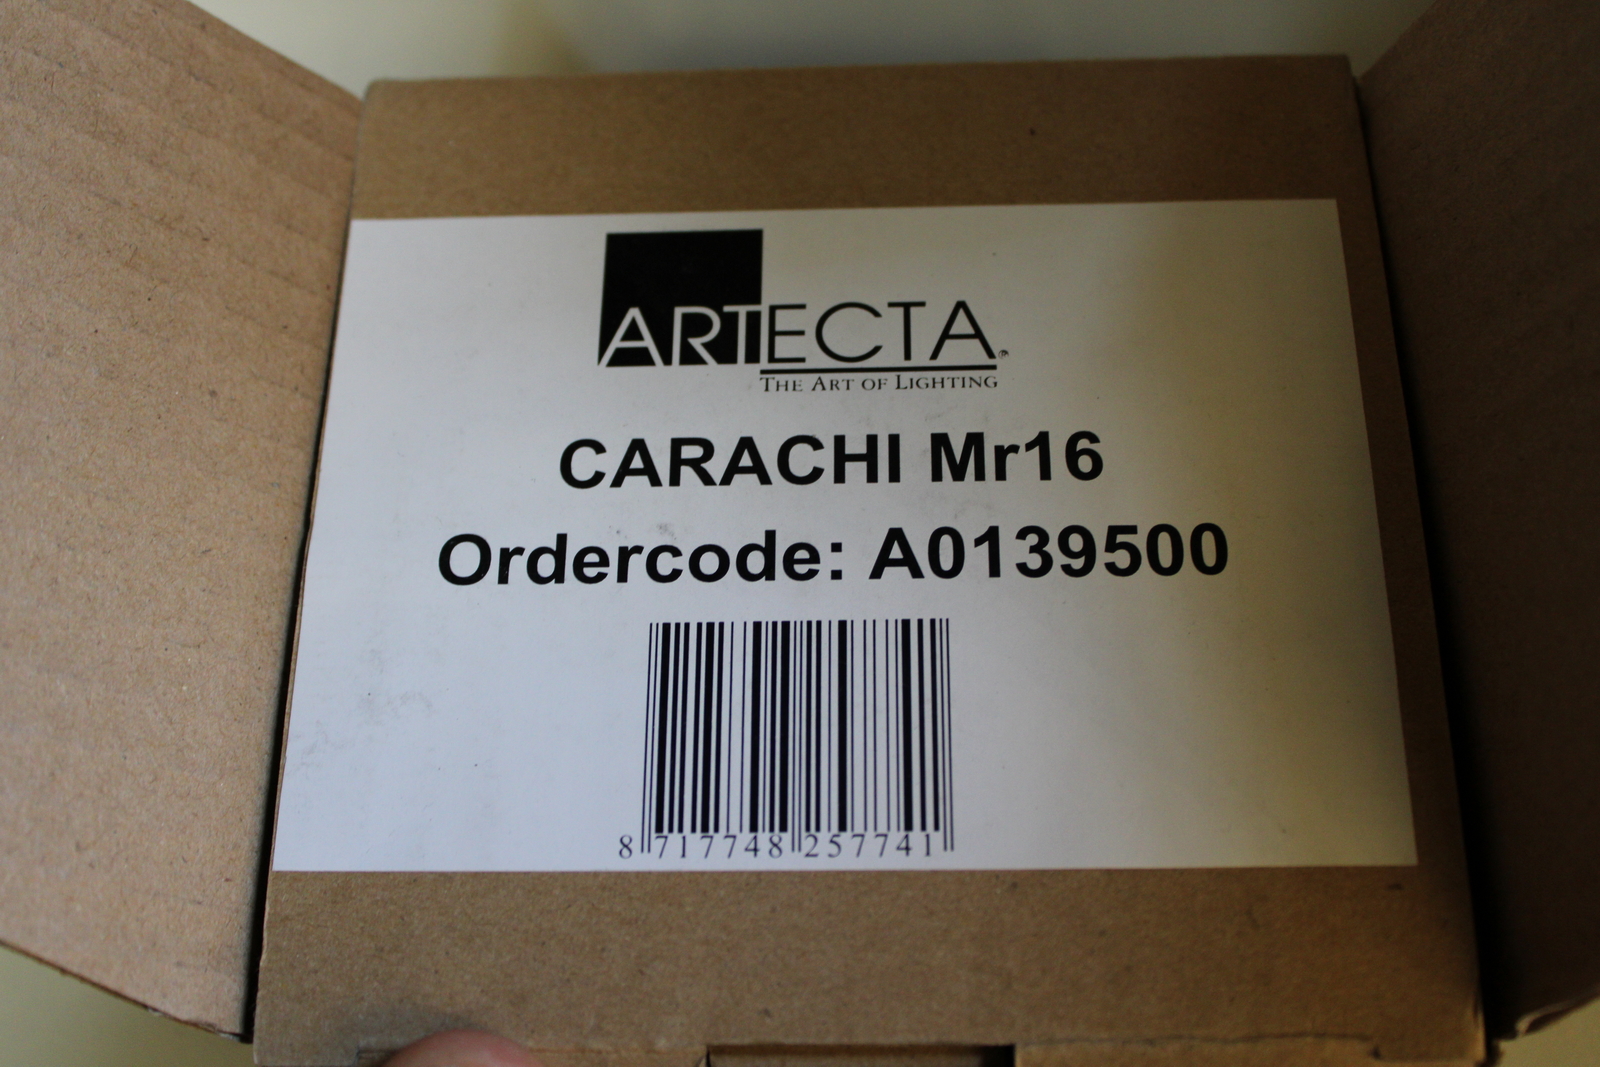 ARTECTA®
THE ART OF LIGHTING
CARACHI Mr16
Ordercode: A0139500
8 717748 257741